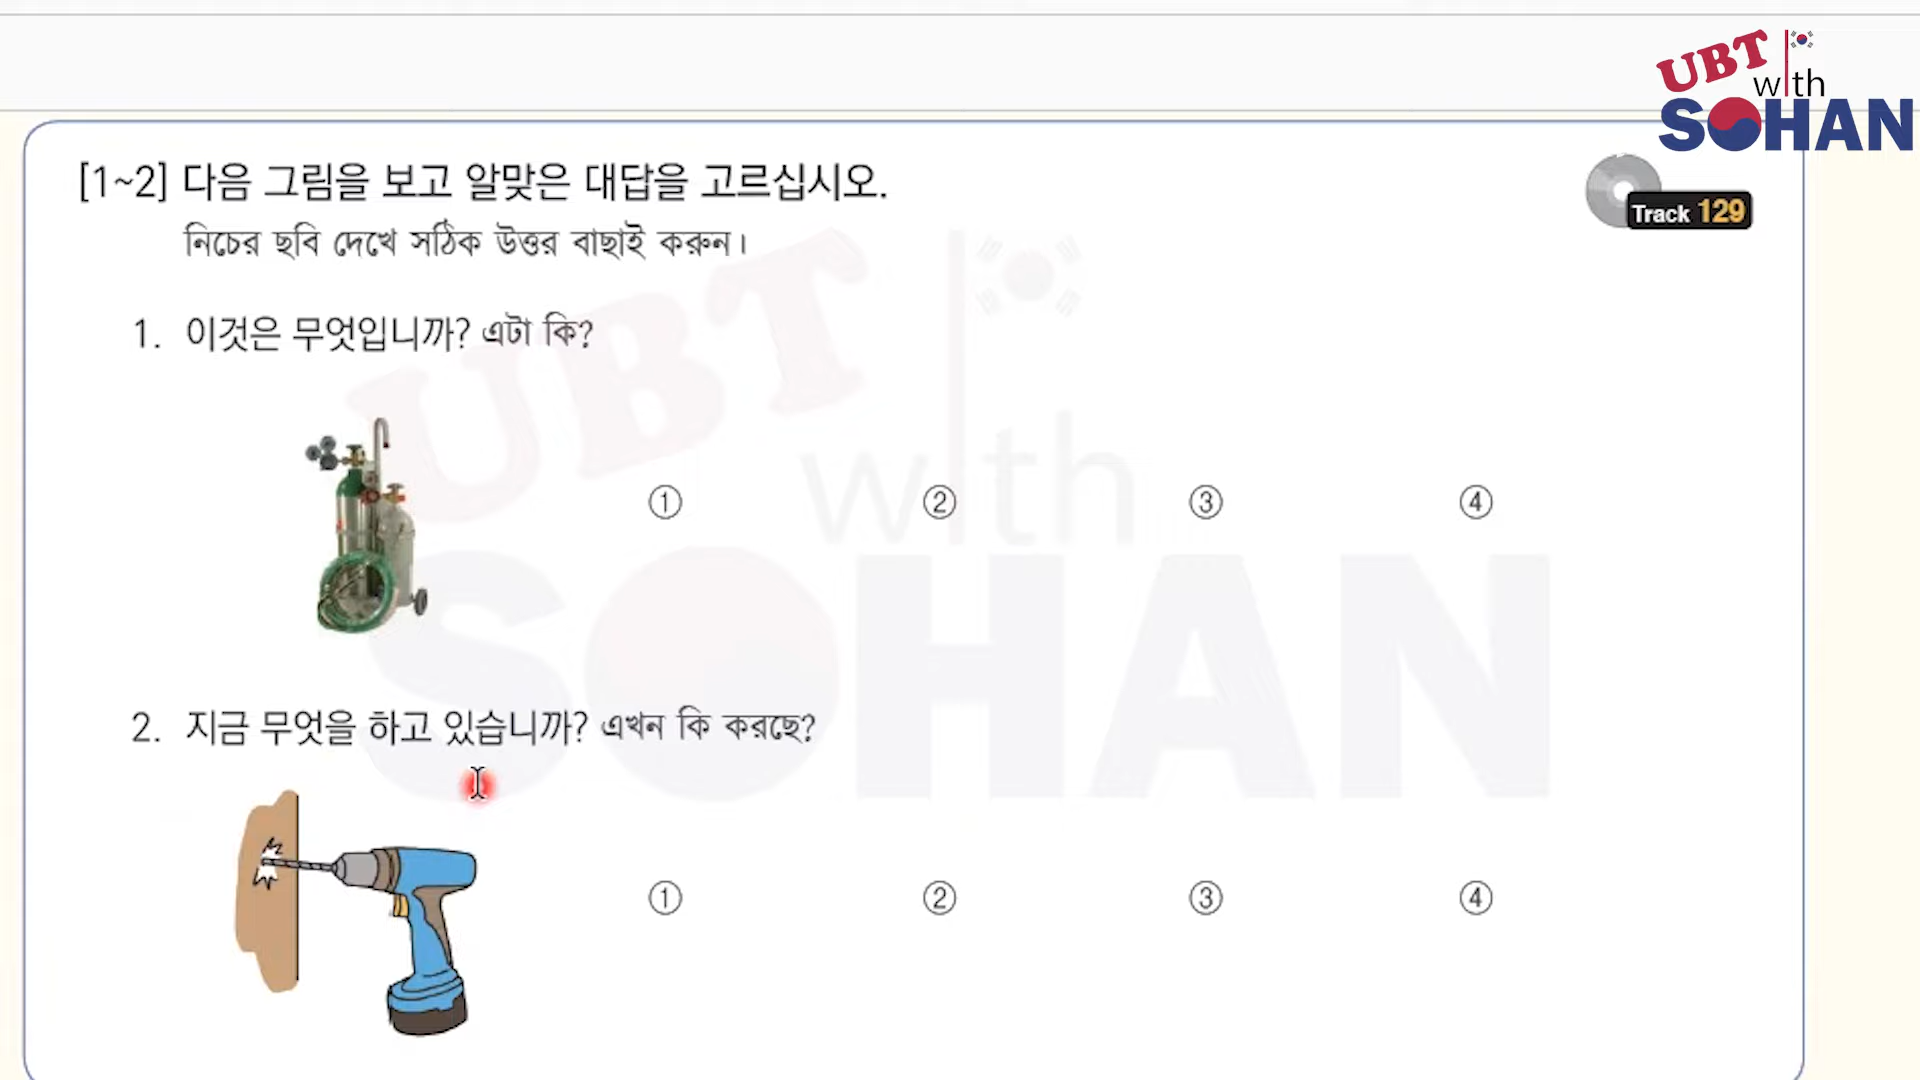 UBT
with
SOHAN
[1~2] 다음 그림을 보고 알맞은 대답을 고르십시오.
Track 129
নিচের ছবি দেখে সঠিক উত্তর বাছাই করুন।
1. 이것은 무엇입니까? এটা কি?
① ② ③ ④
2. 지금 무엇을 하고 있습니까? এখন কি করছে?
① ② ③ ④
UBT
with
SOHAN